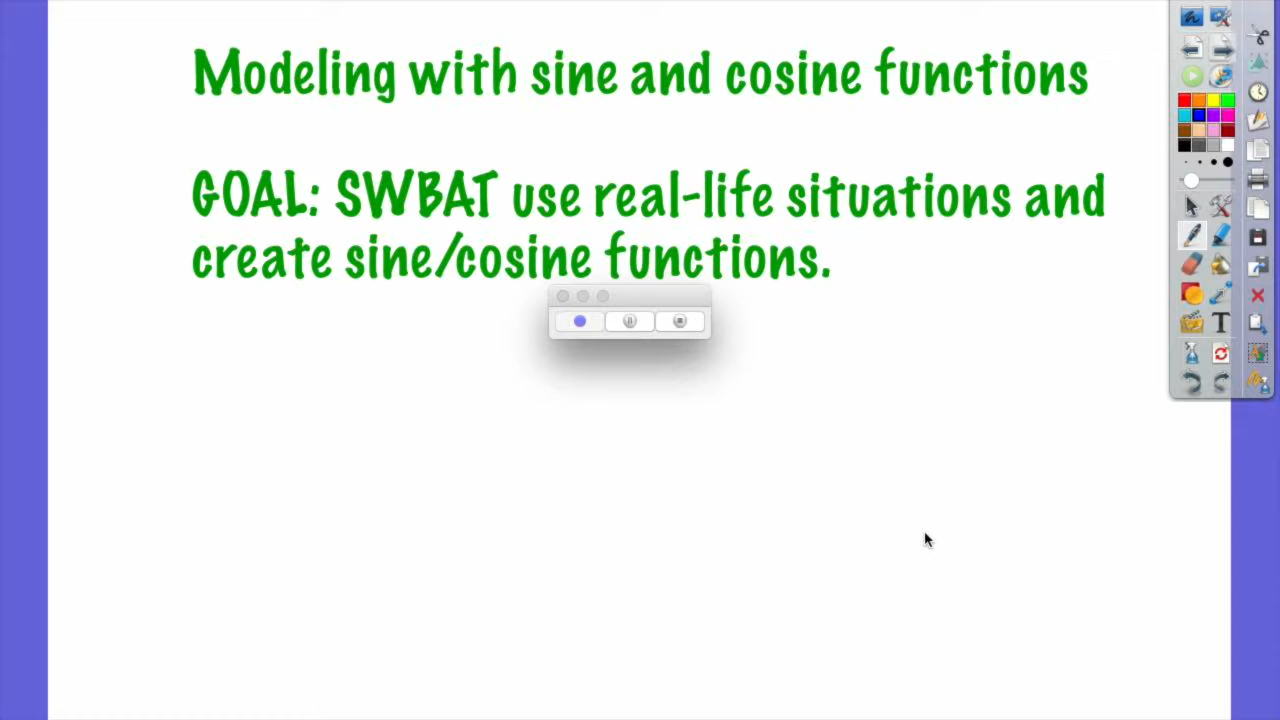 Modeling with sine and cosine functions
GOAL: SWBAT use real-life situations and
create sine/cosine functions.